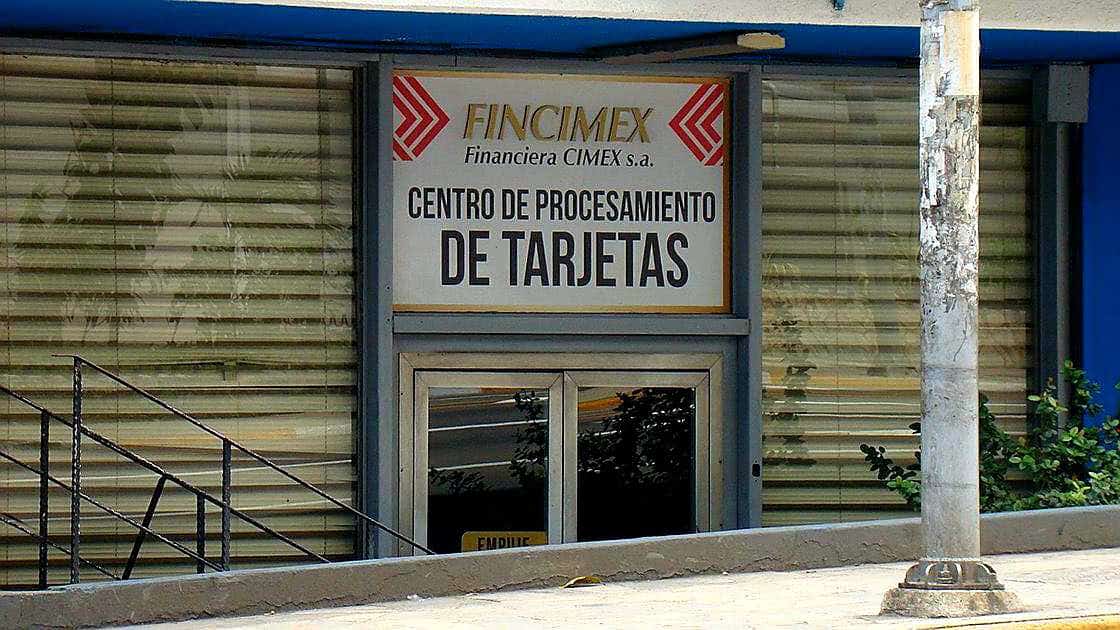 FINCIMEX
Financiera CIMEX s.a.
CENTRO DE PROCESAMIENTO
DE TARJETAS
EMPUJE